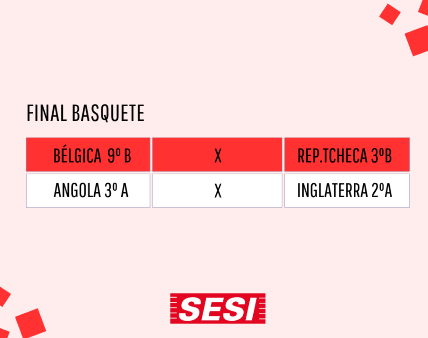 FINAL BASQUETE
BÉLGICA 9º B X REP.TCHECA 3ºB
ANGOLA 3º A X INGLATERRA 2ºA
SESI